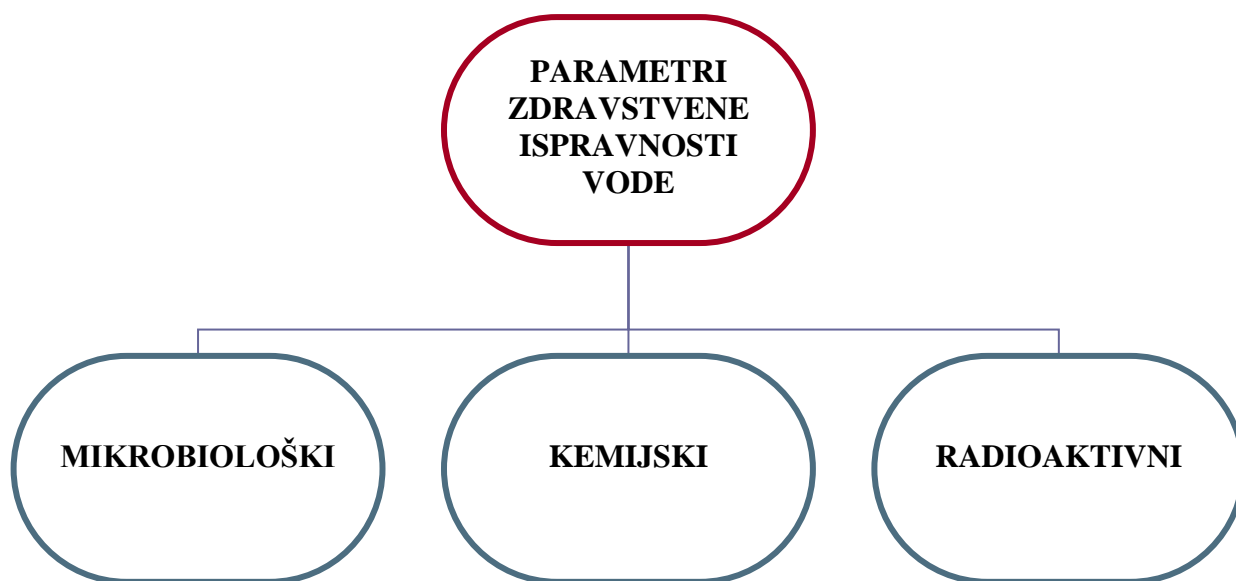 PARAMETRI
ZDRAVSTVENE
ISPRAVNOSTI
VODE
MIKROBIOLOŠKI
KEMIJSKI
RADIOAKTIVNI